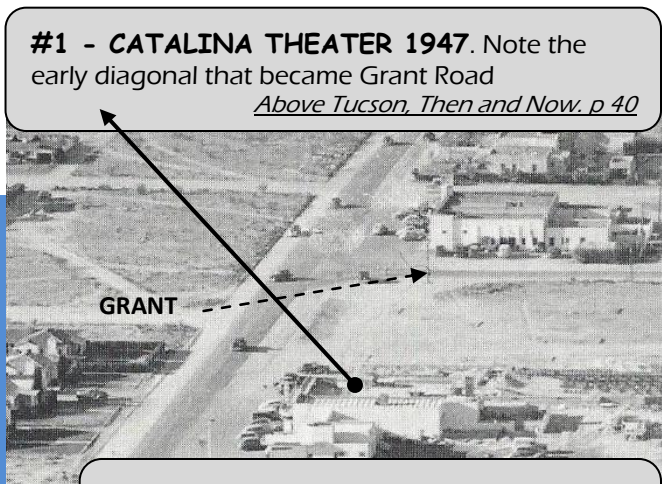 #1 - CATALINA THEATER 1947. Note the
early diagonal that became Grant Road
Above Tucson, Then and Now. p 40
GRANT